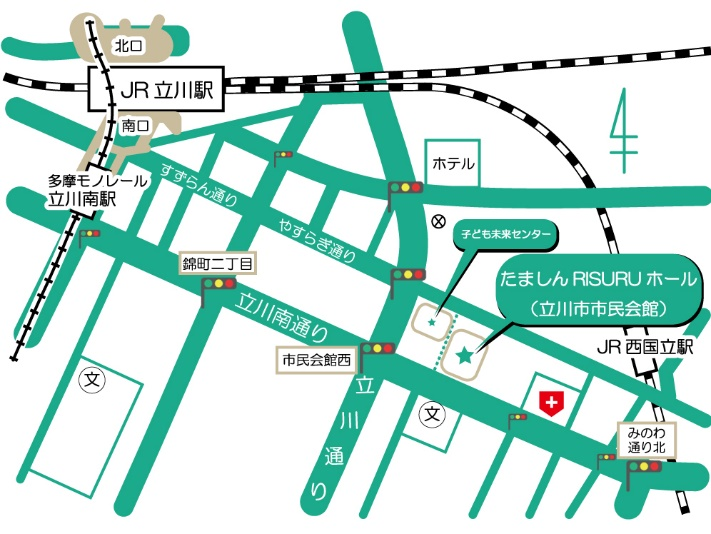 北口
JR 立川駅
南口
多摩モノレール
立川南駅
すずらん通り
やすらぎ通り
ホテル
子ども未来センター
たましん RISURU ホール
（立川市市民会館）
錦町二丁目
立川南通り
市民会館西
立川通り
JR 西国立駅
文
文
みのわ
通り北